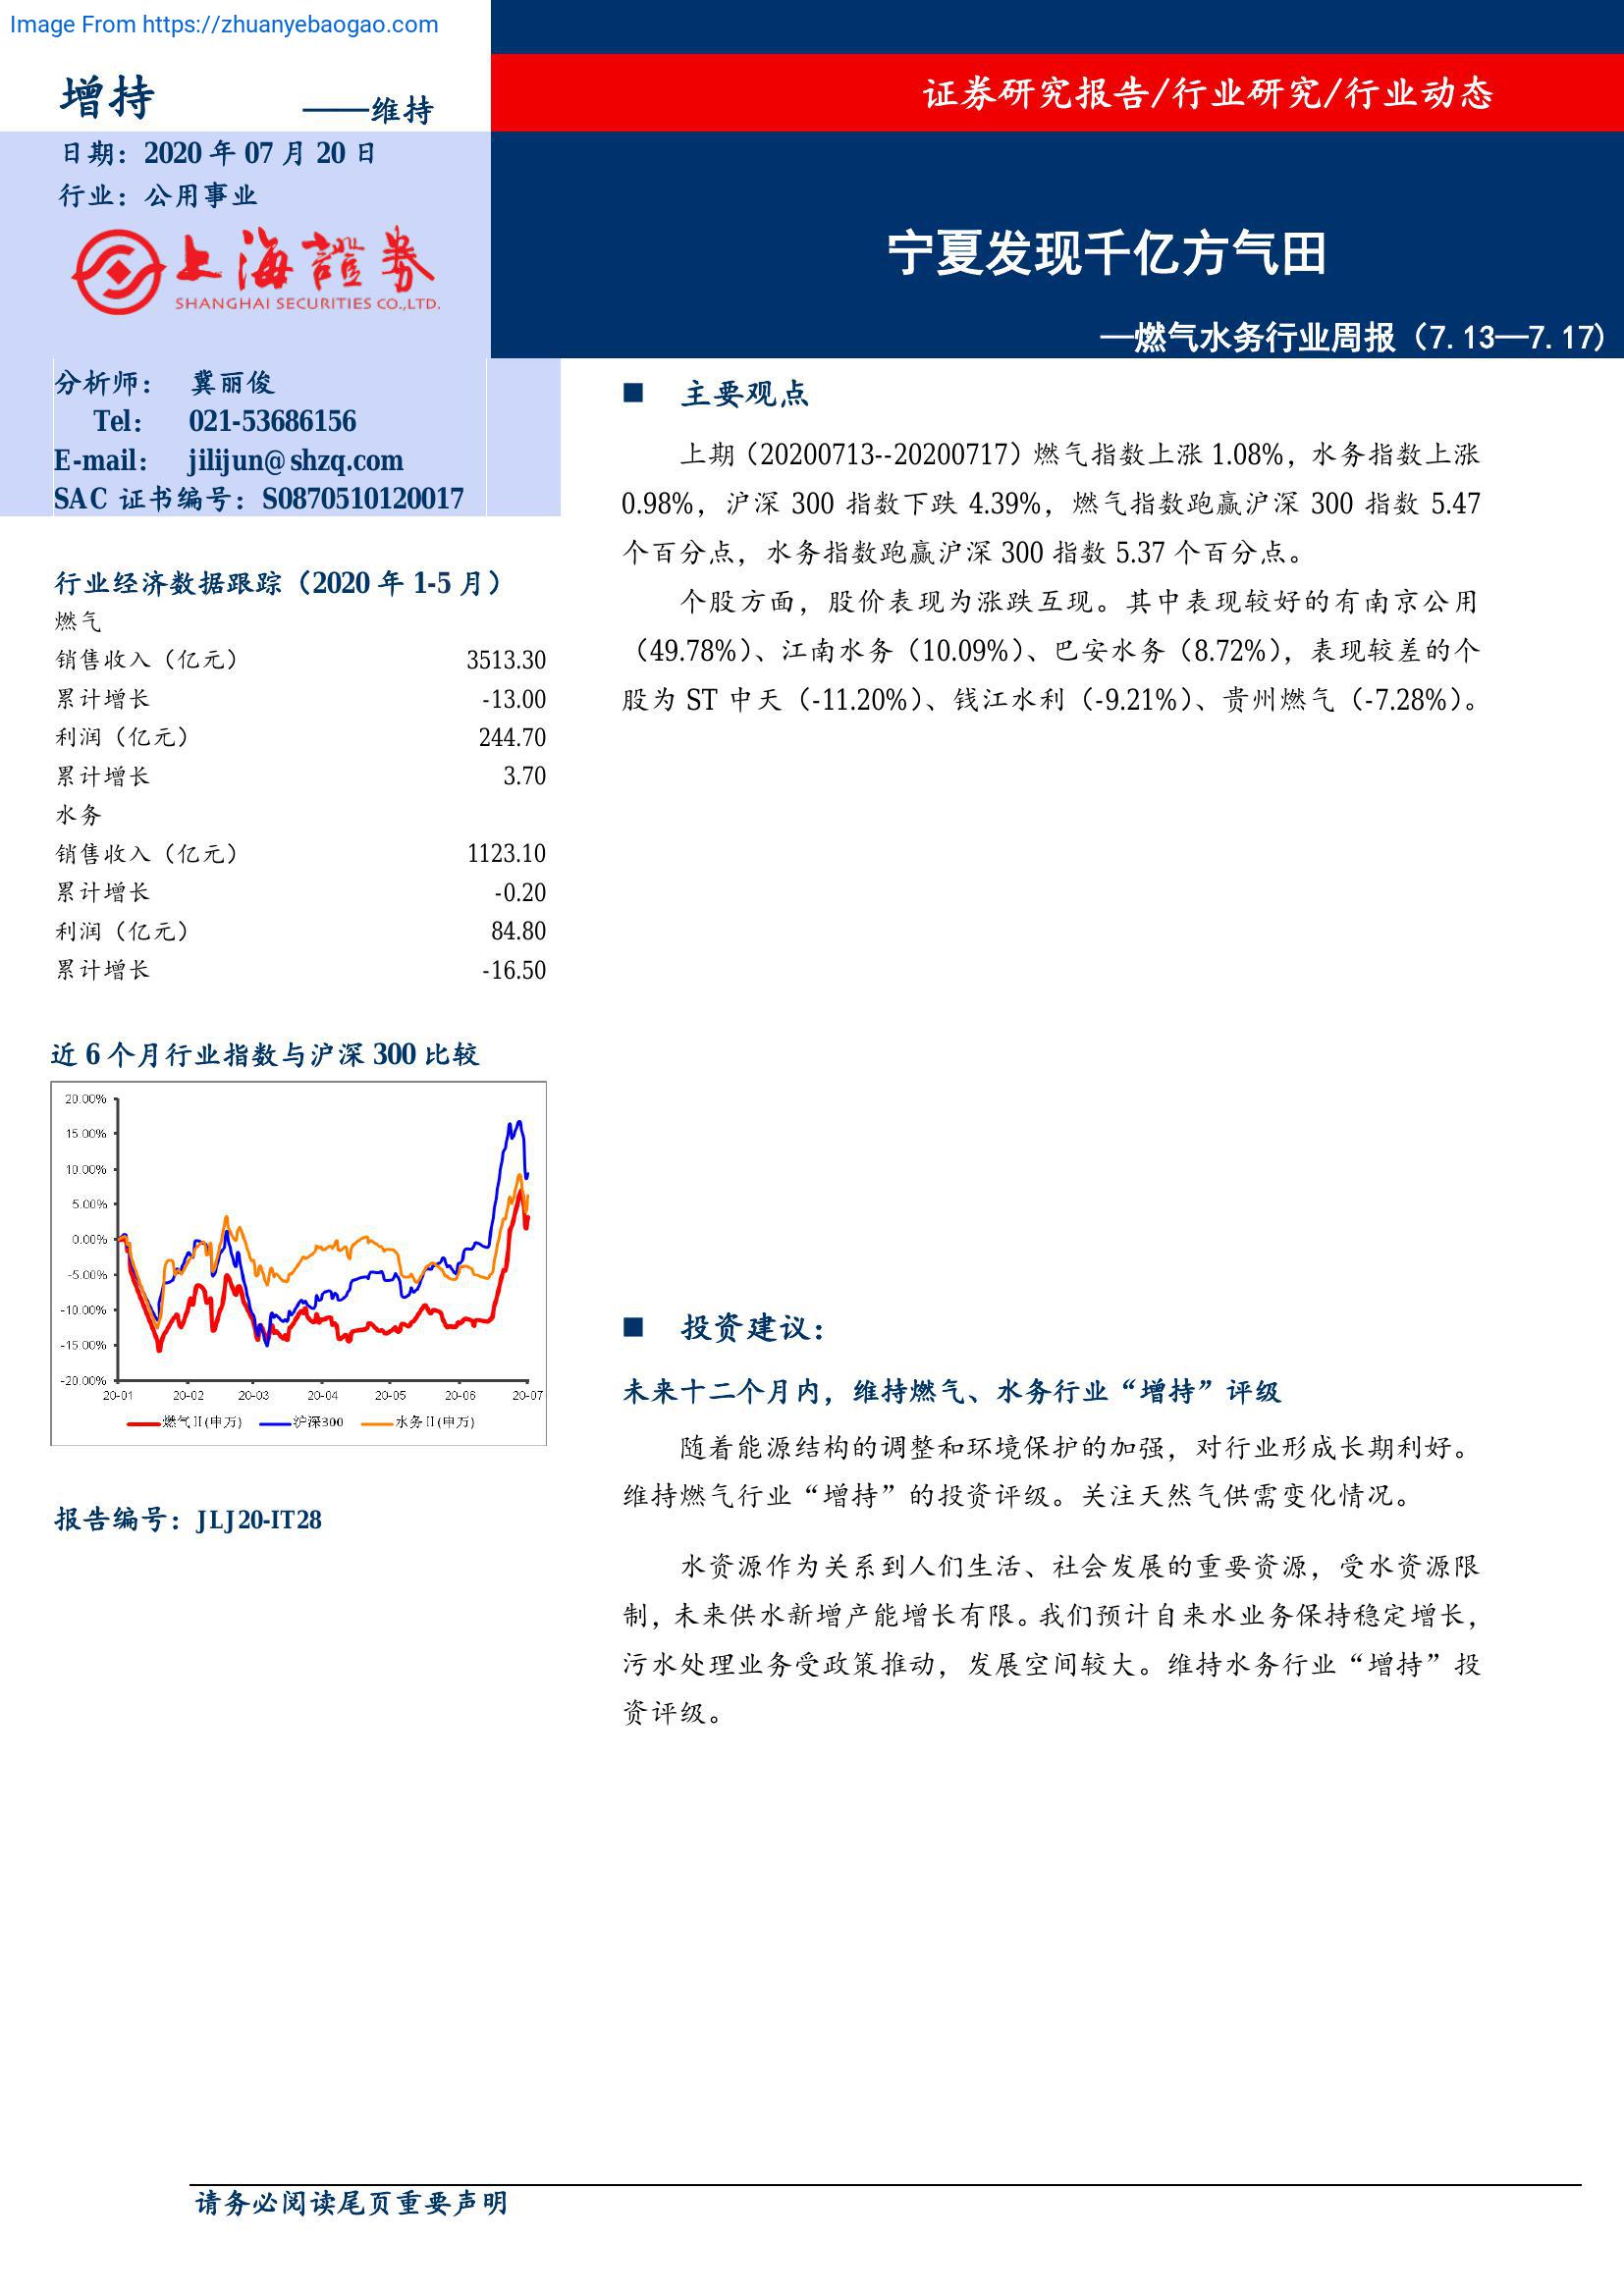 Image From https://zhuanyebaogao.com
增持 ——维持
证券研究报告/行业研究/行业动态
日期：2020 年 07 月 20 日
行业：公用事业
上海證券
SHANGHAI SECURITIES CO.,LTD.
宁夏发现千亿方气田
—燃气水务行业周报（7.13—7.17）
分析师： 冀丽俊
Tel： 021-53686156
E-mail： jilijun@shzq.com
SAC 证书编号：S0870510120017
行业经济数据跟踪（2020 年 1-5 月）
燃气
销售收入（亿元） 3513.30
累计增长 -13.00
利润（亿元） 244.70
累计增长 3.70
水务
销售收入（亿元） 1123.10
累计增长 -0.20
利润（亿元） 84.80
累计增长 -16.50
近 6 个月行业指数与沪深 300 比较
20.00%
15.00%
10.00%
5.00%
0.00%
-5.00%
-10.00%
-15.00%
-20.00%
20-01 20-02 20-03 20-04 20-05 20-06 20-07
燃气II(申万) 沪深300 水务II(申万)
报告编号：JLJ20-IT28
■ 主要观点
上期（20200713--20200717）燃气指数上涨 1.08%，水务指数上涨
0.98%，沪深 300 指数下跌 4.39%，燃气指数跑赢沪深 300 指数 5.47
个百分点，水务指数跑赢沪深 300 指数 5.37 个百分点。
个股方面，股价表现为涨跌互现。其中表现较好的有南京公用
（49.78%）、江南水务（10.09%）、巴安水务（8.72%），表现较差的个
股为 ST 中天（-11.20%）、钱江水利（-9.21%）、贵州燃气（-7.28%）。
■ 投资建议：
未来十二个月内，维持燃气、水务行业“增持”评级
随着能源结构的调整和环境保护的加强，对行业形成长期利好。
维持燃气行业“增持”的投资评级。关注天然气供需变化情况。
水资源作为关系到人们生活、社会发展的重要资源，受水资源限
制，未来供水新增产能增长有限。我们预计自来水业务保持稳定增长，
污水处理业务受政策推动，发展空间较大。维持水务行业“增持”投
资评级。
请务必阅读尾页重要声明